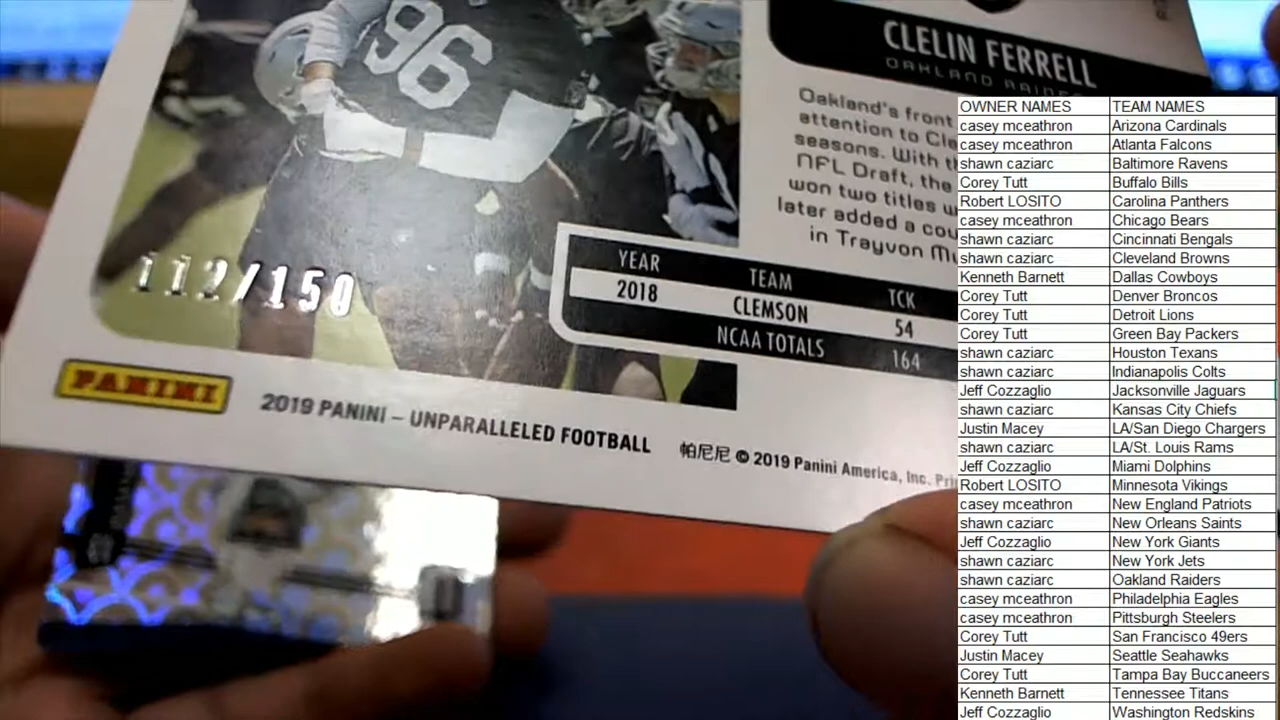 96
CLELIN FERRELL
OAKLAND RAIDERS
Oakland's front
attention to
seasons. With
NFL Draft, the
won two titles
later added a
in Trayvon
112/150
YEAR TEAM TCK
2018 CLEMSON 54
NCAA TOTALS 164
PANINI
2019 PANINI – UNPARALLELED FOOTBALL 帕尼尼 © 2019 Panini America, Inc.
OWNER NAMES TEAM NAMES
casey mceathron Arizona Cardinals
casey mceathron Atlanta Falcons
shawn caziarc Baltimore Ravens
Corey Tutt Buffalo Bills
Robert LOSITO Carolina Panthers
casey mceathron Chicago Bears
shawn caziarc Cincinnati Bengals
shawn caziarc Cleveland Browns
Kenneth Barnett Dallas Cowboys
Corey Tutt Denver Broncos
Corey Tutt Detroit Lions
Corey Tutt Green Bay Packers
shawn caziarc Houston Texans
shawn caziarc Indianapolis Colts
Jeff Cozzaglio Jacksonville Jaguars
shawn caziarc Kansas City Chiefs
Justin Macey LA/San Diego Chargers
shawn caziarc LA/St. Louis Rams
Jeff Cozzaglio Miami Dolphins
Robert LOSITO Minnesota Vikings
casey mceathron New England Patriots
shawn caziarc New Orleans Saints
Jeff Cozzaglio New York Giants
shawn caziarc New York Jets
shawn caziarc Oakland Raiders
casey mceathron Philadelphia Eagles
casey mceathron Pittsburgh Steelers
Corey Tutt San Francisco 49ers
Justin Macey Seattle Seahawks
Corey Tutt Tampa Bay Buccaneers
Kenneth Barnett Tennessee Titans
Jeff Cozzaglio Washington Redskins